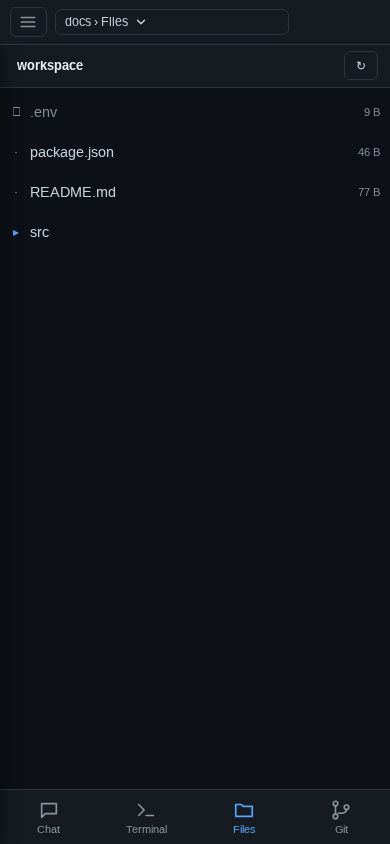 docs › FIles
workspace
.env 9 B
package.json 46 B
README.md 77 B
src
Chat Terminal Files Git